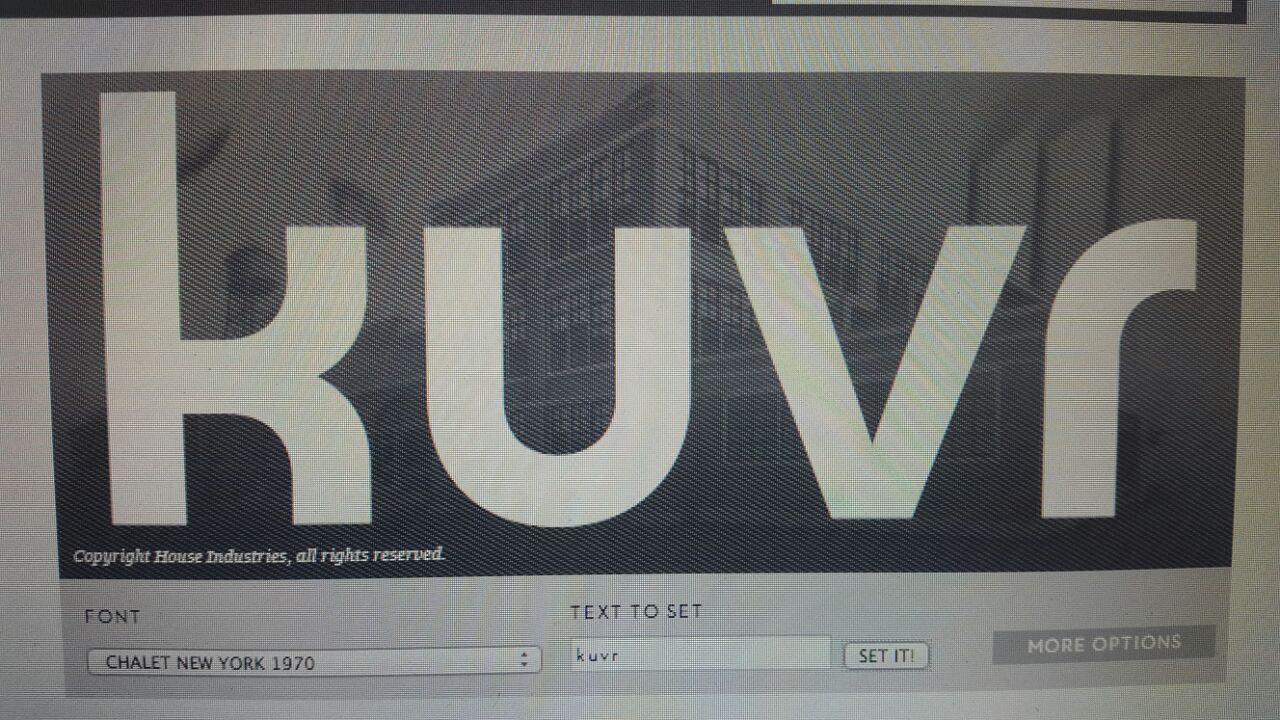 kuvr
Copyright House Industries, all rights reserved.
FONT
TEXT TO SET
CHALET NEW YORK 1970
kuvr
SET IT!
MORE OPTIONS